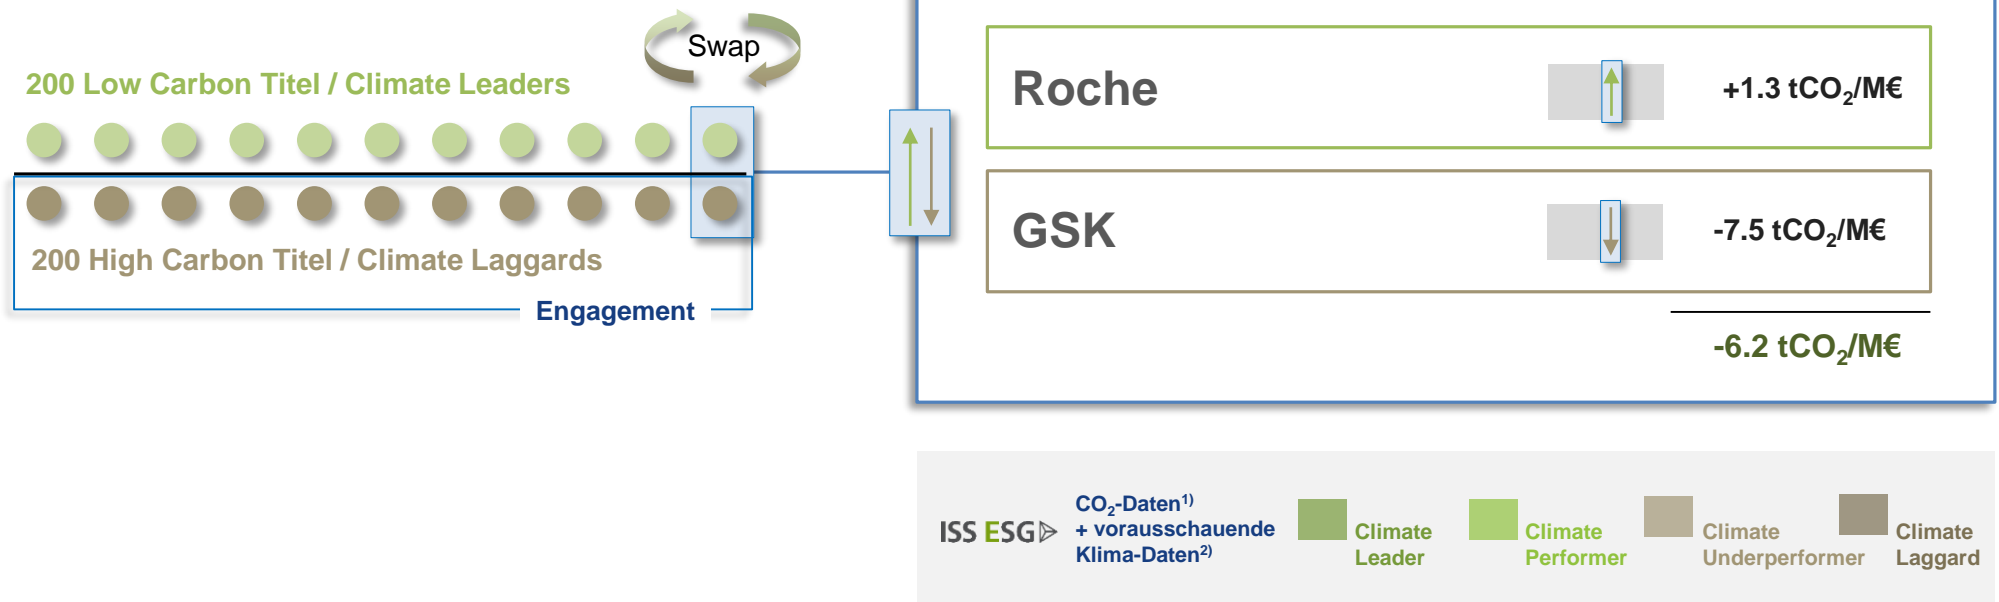 Swap
200 Low Carbon Titel / Climate Leaders
200 High Carbon Titel / Climate Laggards
Engagement
Roche
+1.3 tCO₂/M€
GSK
-7.5 tCO₂/M€
-6.2 tCO₂/M€
ISS ESG
CO₂-Daten¹⁾
+ vorausschauende
Klima-Daten²⁾
Climate
Leader
Climate
Performer
Climate
Underperformer
Climate
Laggard